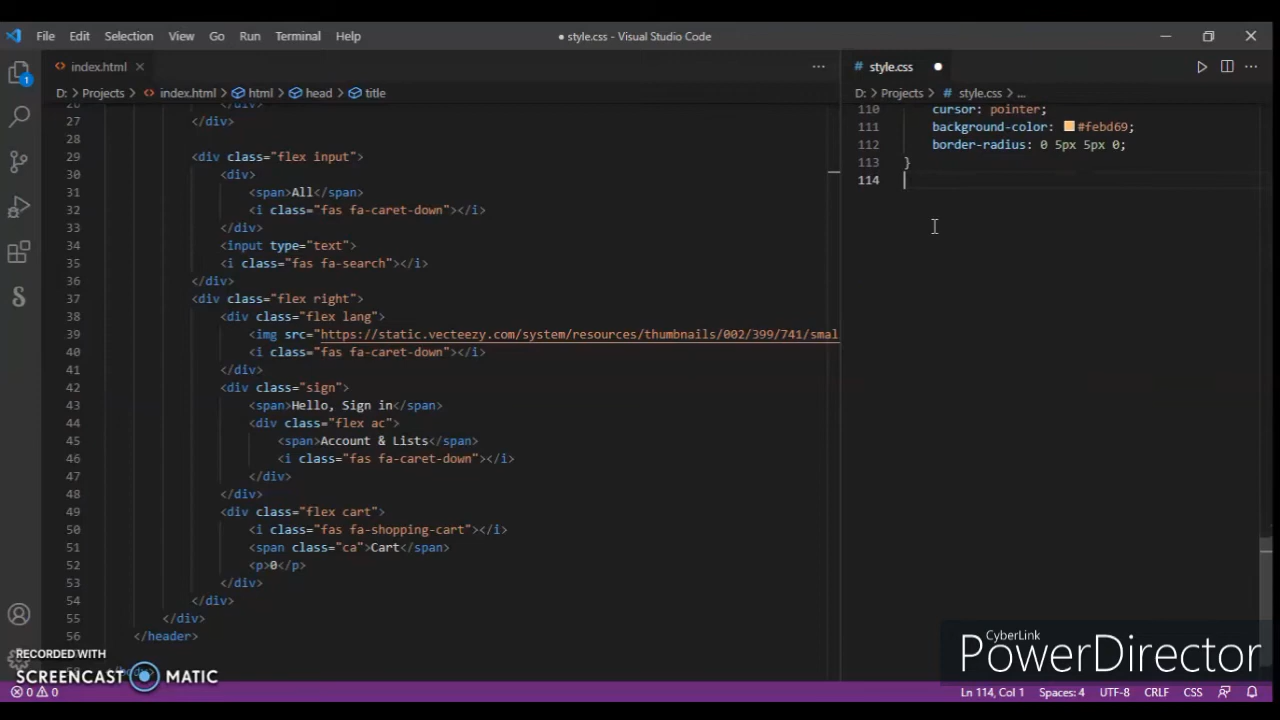 File Edit Selection View Go Run Terminal Help
● style.css - Visual Studio Code
index.html
D: > Projects > index.html > html > head > title
27 </div>
28
29 <div class="flex input">
30 <div>
31 <span>All</span>
32 <i class="fas fa-caret-down"></i>
33 </div>
34 <input type="text">
35 <i class="fas fa-search"></i>
36 </div>
37 <div class="flex right">
38 <div class="flex lang">
39 <img src="https://static.vecteezy.com/system/resources/thumbnails/002/399/741/smal
40 <i class="fas fa-caret-down"></i>
41 </div>
42 <div class="sign">
43 <span>Hello, Sign in</span>
44 <div class="flex ac">
45 <span>Account & Lists</span>
46 <i class="fas fa-caret-down"></i>
47 </div>
48 </div>
49 <div class="flex cart">
50 <i class="fas fa-shopping-cart"></i>
51 <span class="ca">Cart</span>
52 <p>0</p>
53 </div>
54 </div>
55 </div>
56 </header>
# style.css ●
D: > Projects > # style.css > ...
110 cursor: pointer;
111 background-color: #febd69;
112 border-radius: 0 5px 5px 0;
113 }
114
1
RECORDED WITH
SCREENCAST MATIC
CyberLink
PowerDirector
0 0
Ln 114, Col 1 Spaces: 4 UTF-8 CRLF CSS